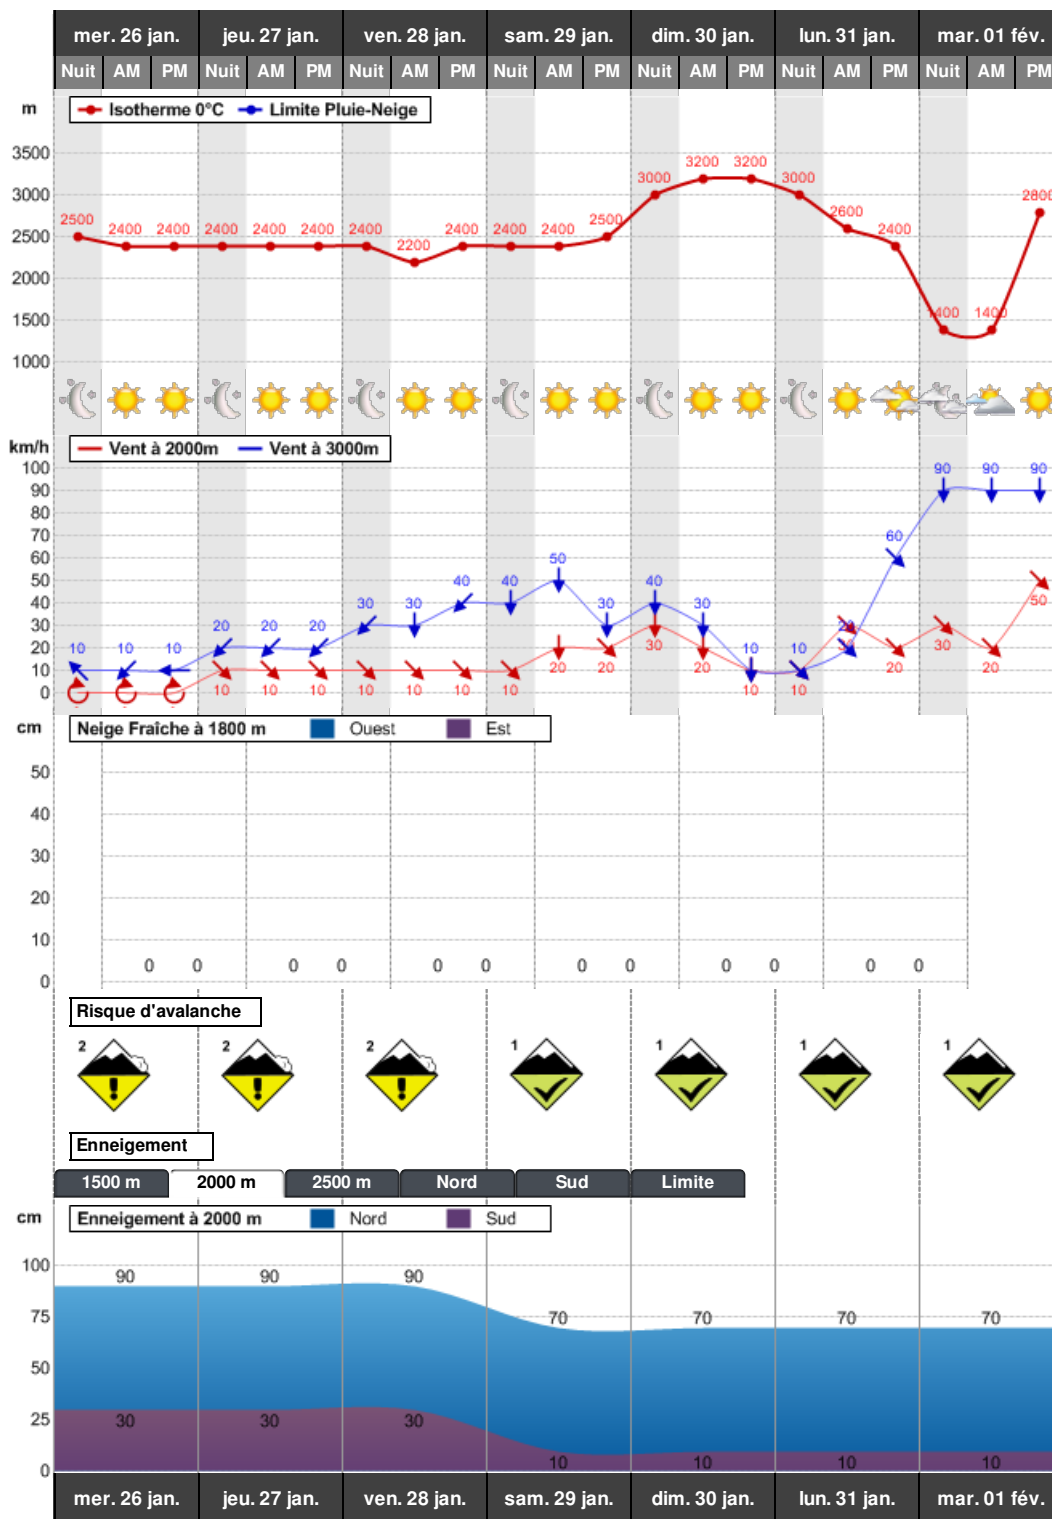 mer. 26 jan. jeu. 27 jan. ven. 28 jan. sam. 29 jan. dim. 30 jan. lun. 31 jan. mar. 01 fév.
Nuit AM PM Nuit AM PM Nuit AM PM Nuit AM PM Nuit AM PM Nuit AM PM Nuit AM PM
m
Isotherme 0°C Limite Pluie-Neige
3500
3000
2500
2000
1500
1000
2500 2400 2400 2400 2400 2400 2400 2200 2400 2400 2400 2500 3000 3200 3200 3000 2600 2400 1400 1400 2800
km/h
Vent à 2000m Vent à 3000m
100
90
80
70
60
50
40
30
20
10
0
10 10 10 20 20 20 30 30 40 40 50 30 40 30 10 10 20 60 90 90 90
10 10 10 10 10 10 10 20 20 30 20 10 10 30 20 30 20 50
cm
Neige Fraîche à 1800 m Ouest Est
50
40
30
20
10
0
0 0 0 0 0 0 0 0 0 0 0 0
Risque d'avalanche
2 2 2 1 1 1 1
Enneigement
1500 m 2000 m 2500 m Nord Sud Limite
cm
Enneigement à 2000 m Nord Sud
100
75
50
25
0
90 90 90 70 70 70 70
30 30 30 10 10 10 10
mer. 26 jan. jeu. 27 jan. ven. 28 jan. sam. 29 jan. dim. 30 jan. lun. 31 jan. mar. 01 fév.